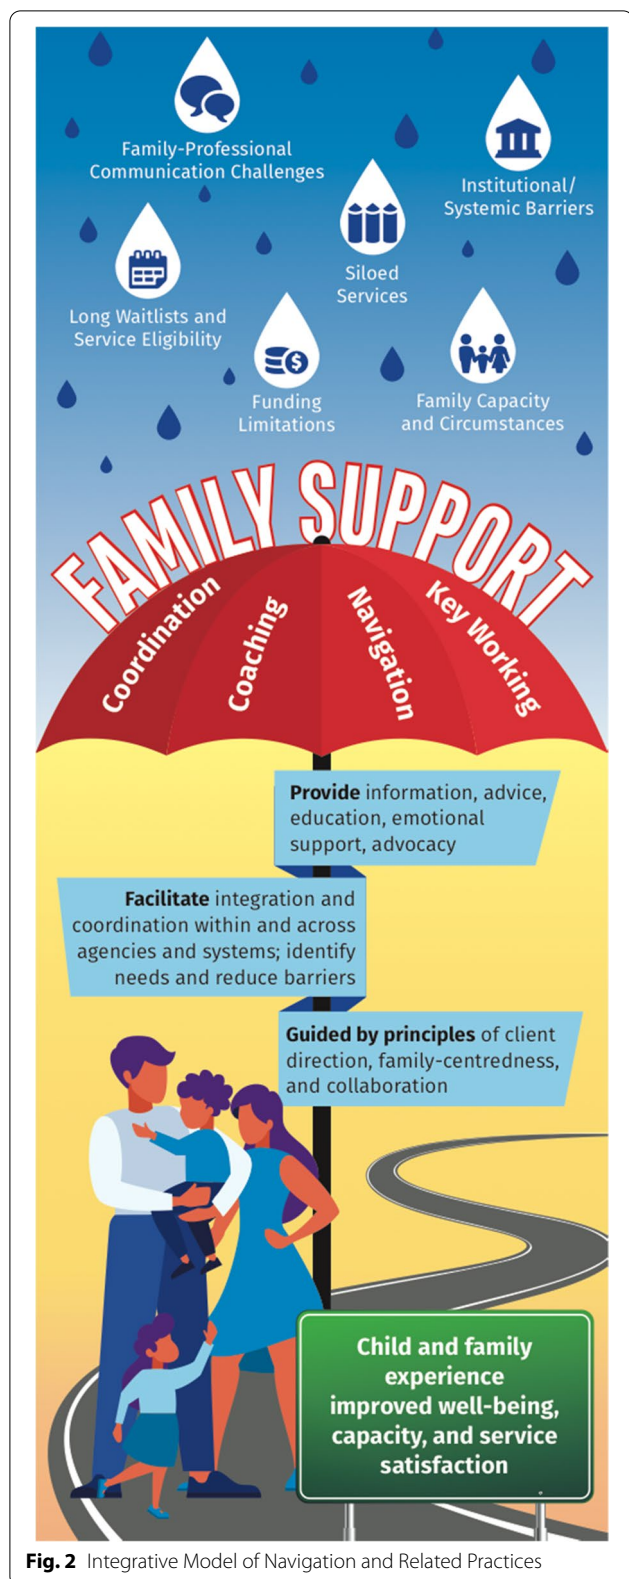 Family-Professional
Communication Challenges
Institutional/
Systemic Barriers
Siloed
Services
Long Waitlists and
Service Eligibility
Funding
Limitations
Family Capacity
and Circumstances
FAMILY SUPPORT
Coordination
Coaching
Navigation
Key Working
Provide information, advice,
education, emotional
support, advocacy
Facilitate integration and
coordination within and across
agencies and systems; identify
needs and reduce barriers
Guided by principles of client
direction, family-centredness,
and collaboration
Child and family
experience
improved well-being,
capacity, and service
satisfaction
Fig. 2 Integrative Model of Navigation and Related Practices